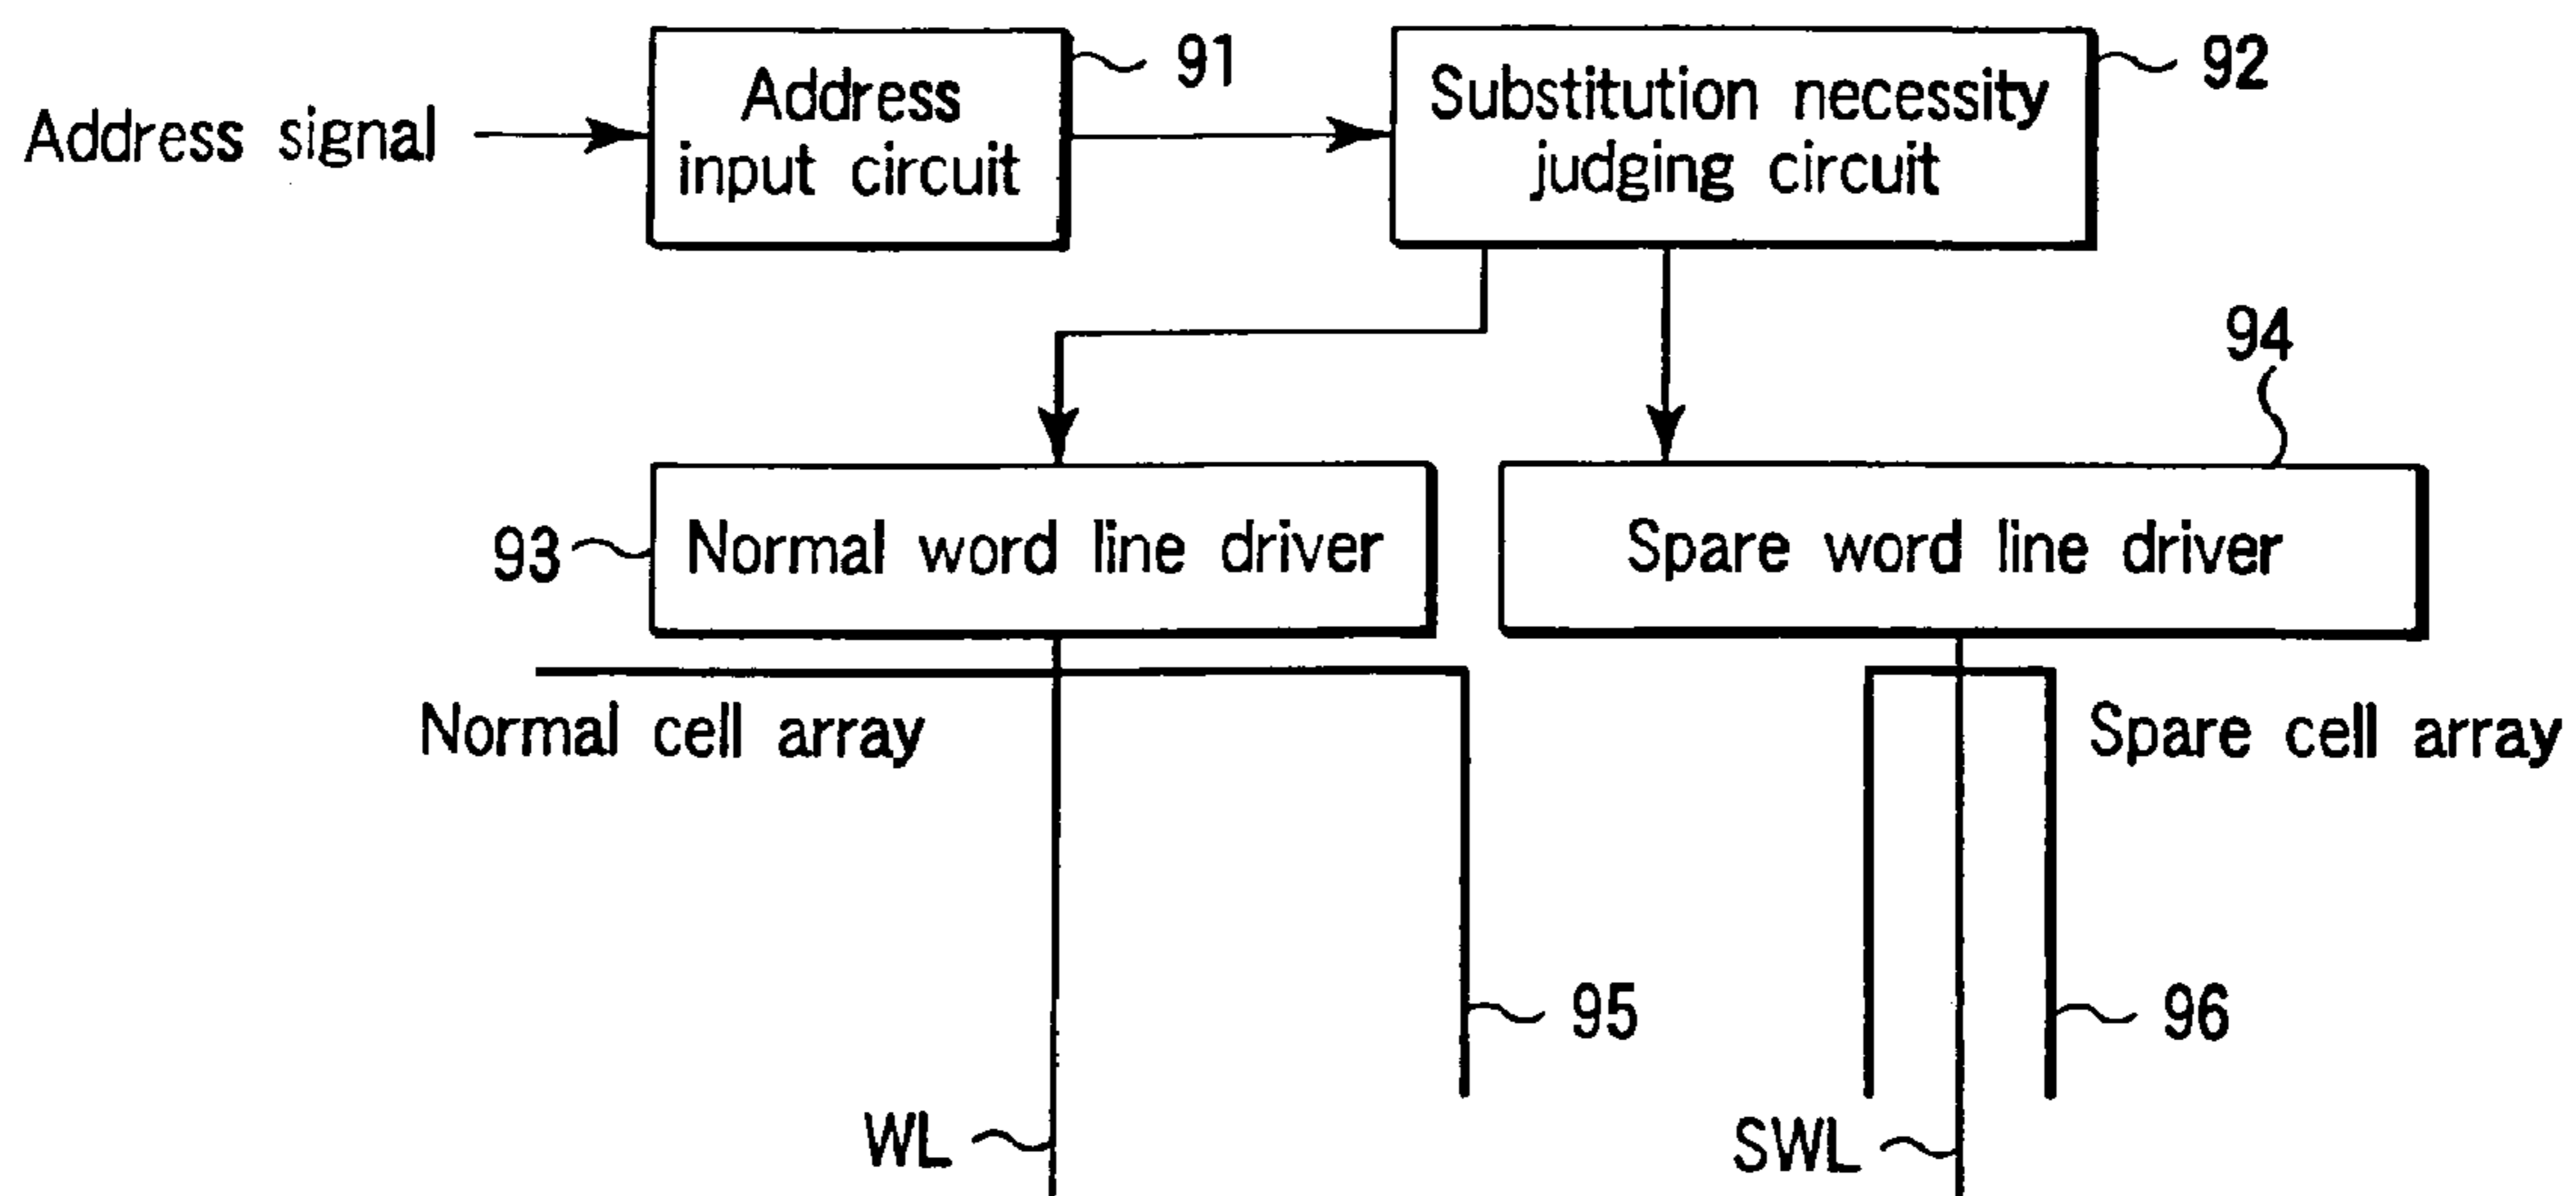 Address signal
Address
input circuit
91
Substitution necessity
judging circuit
92
94
93
Normal word line driver
Spare word line driver
Normal cell array
Spare cell array
95
96
WL
SWL